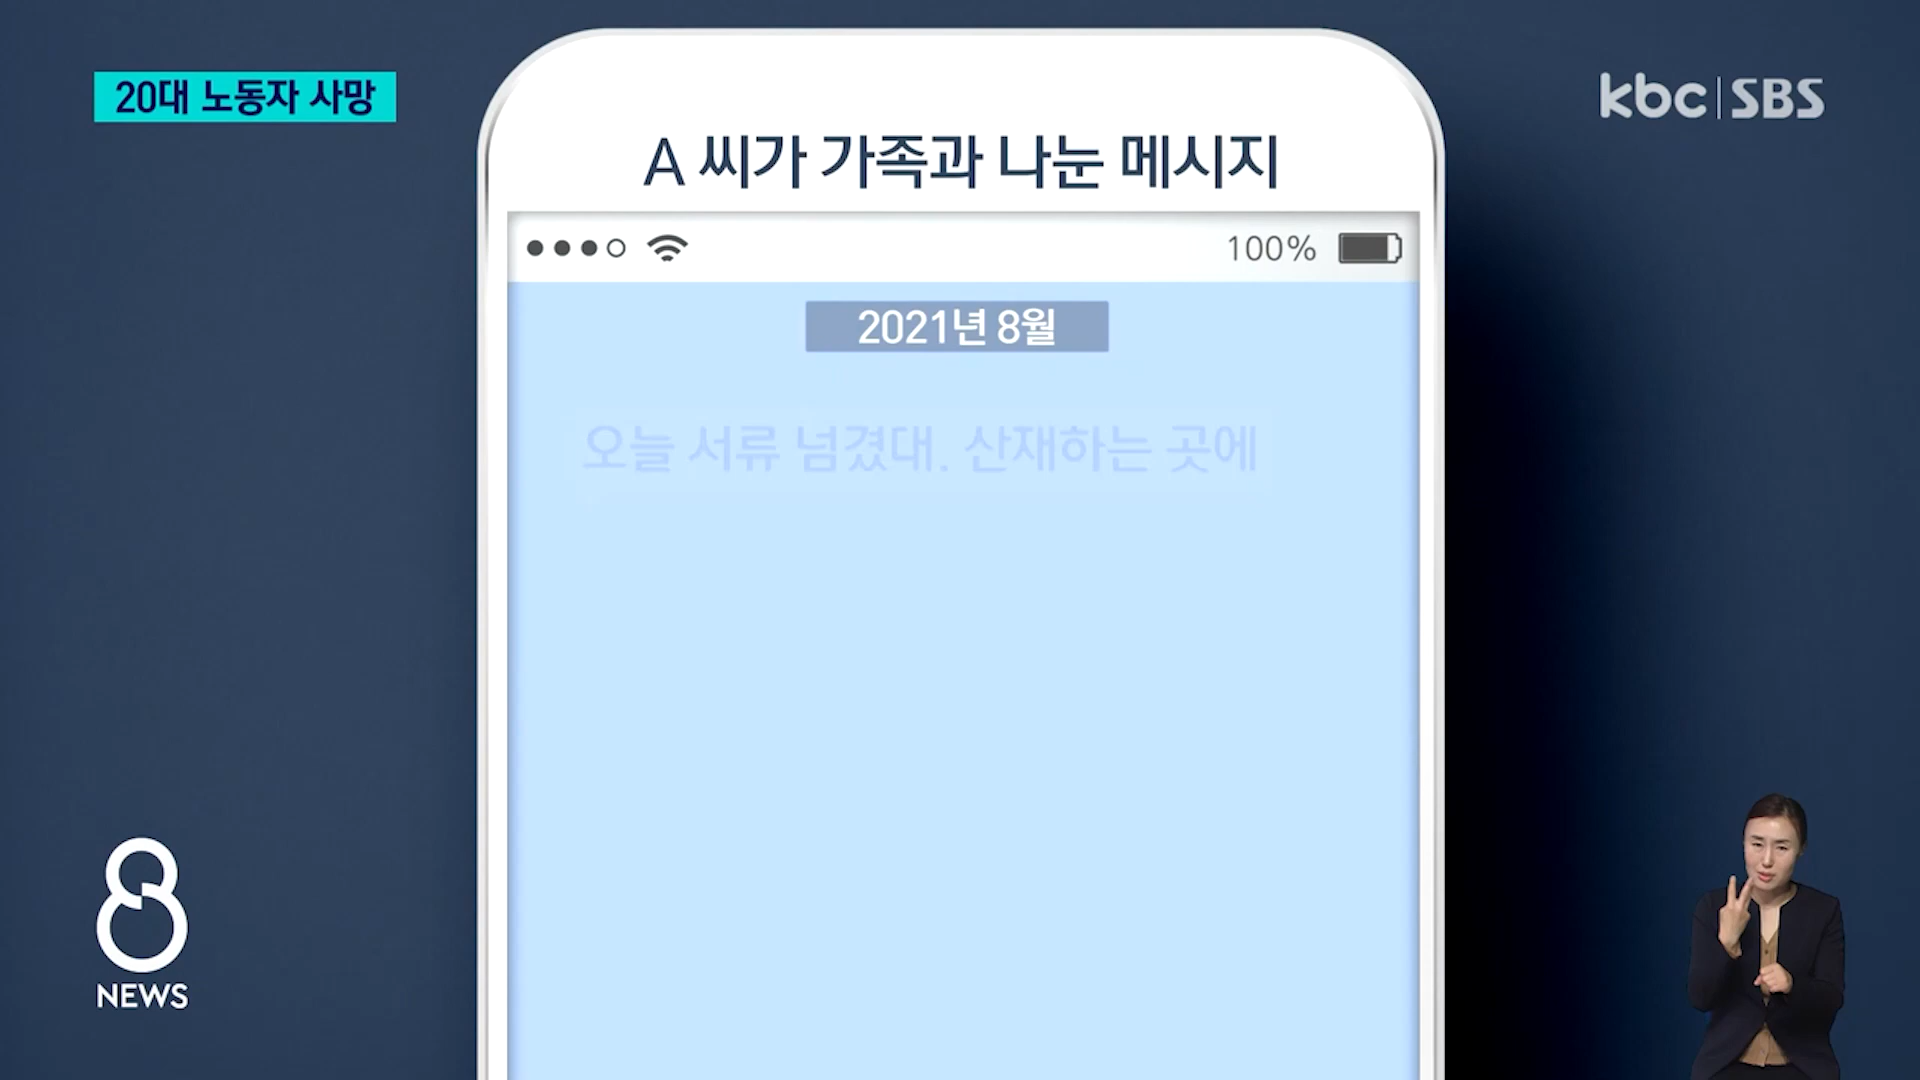 20대 노동자 사망
kbc SBS
A 씨가 가족과 나눈 메시지
100%
2021년 8월
오늘 서류 넘겼대. 산재하는 곳에
8
NEWS